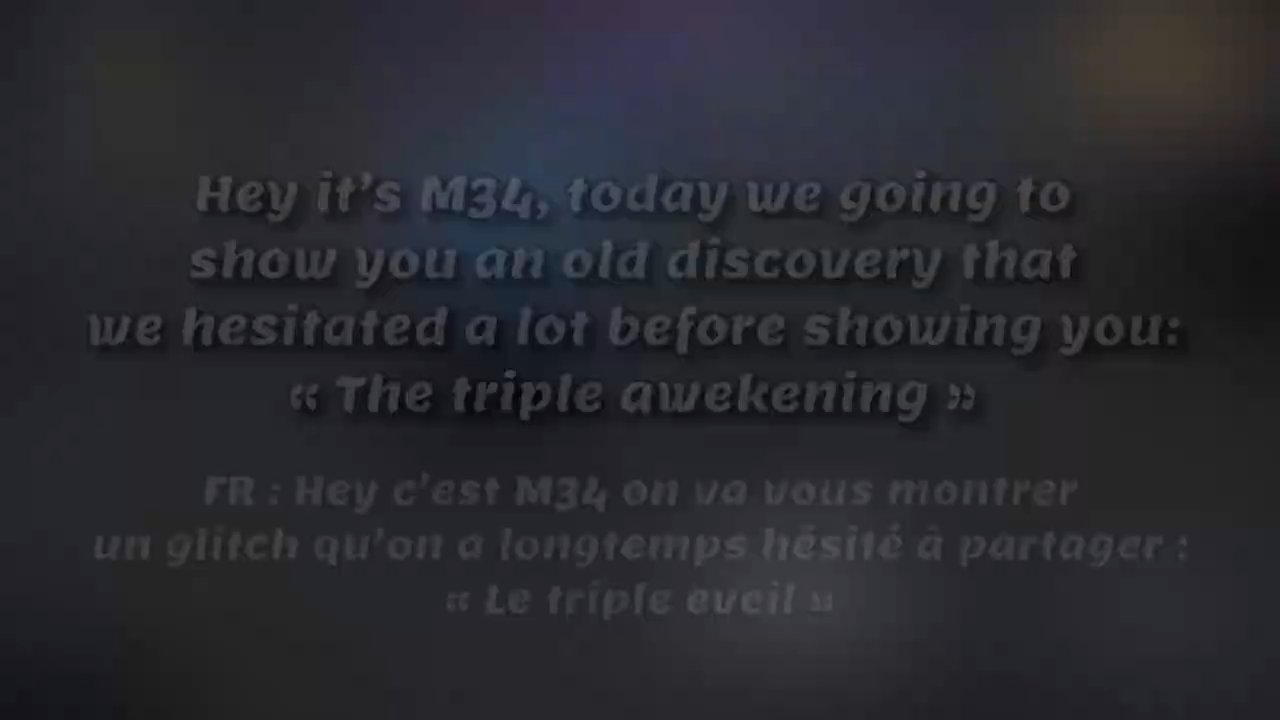 Hey it's M34, today we going to
show you an old discovery that
we hesitated a lot before showing you:
« The triple awekening »
FR : Hey c'est M34 on va vous montrer
un glitch qu'on a longtemps hésité à partager :
« Le triple eveil »